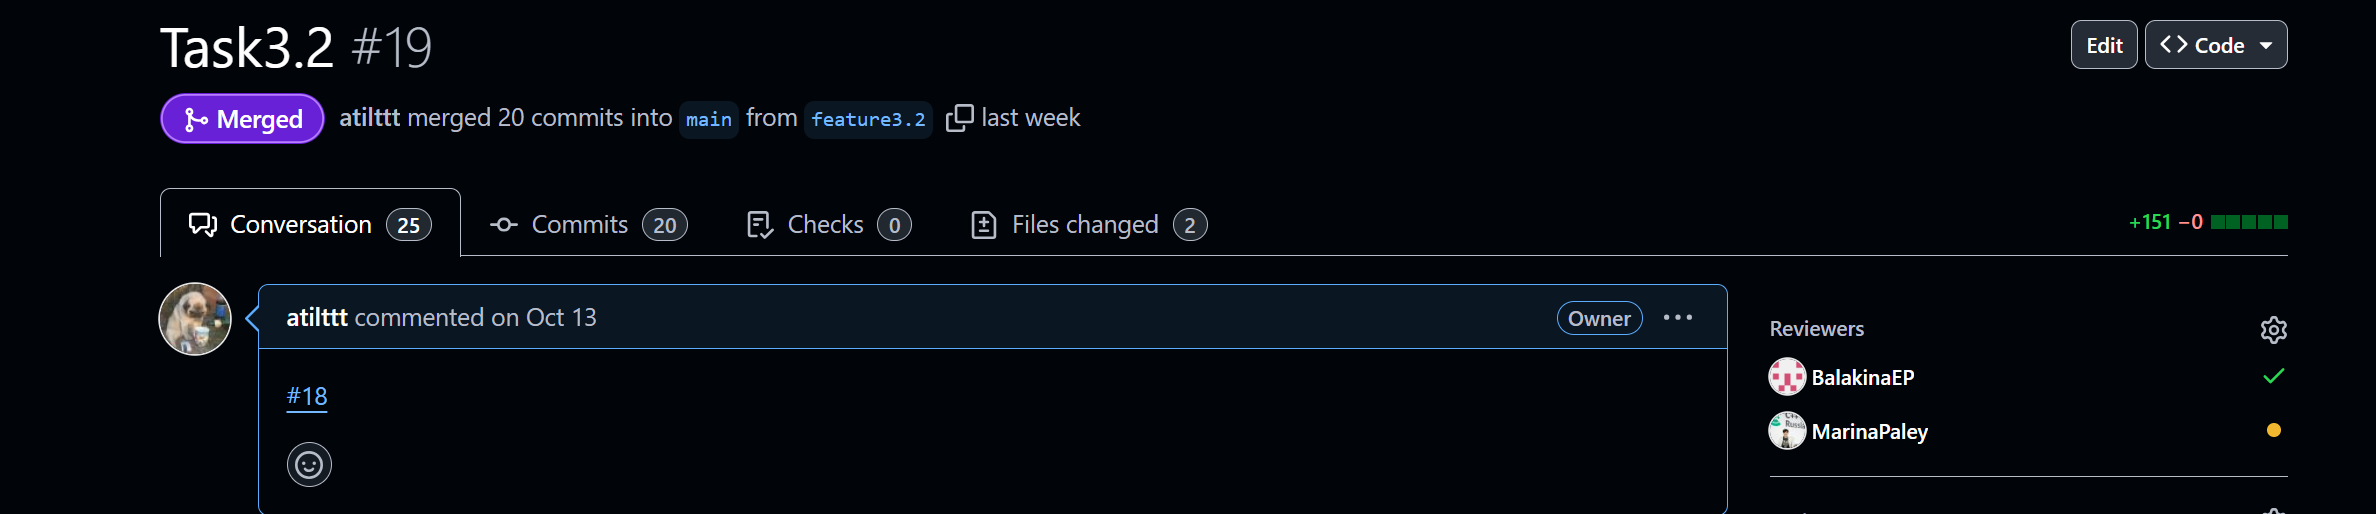 Task3.2 #19
Edit
Code
Merged
atilttt merged 20 commits into main from feature3.2 last week
Conversation 25
Commits 20
Checks 0
Files changed 2
+151 −0
atilttt commented on Oct 13
Owner
#18
Reviewers
BalakinaEP
MarinaPaley